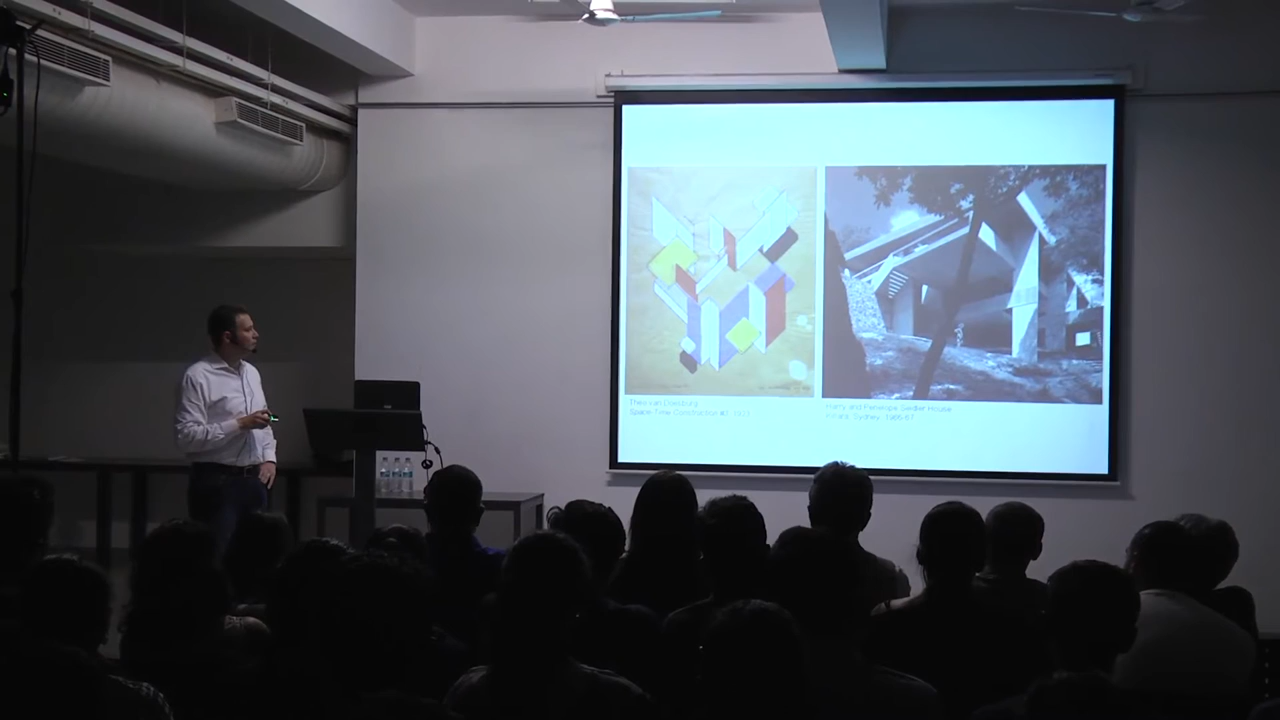 Theo van Doesburg
Space-Time Construction #3, 1923
Harry and Penelope Seidler House
Killara, Sydney, 1966-67